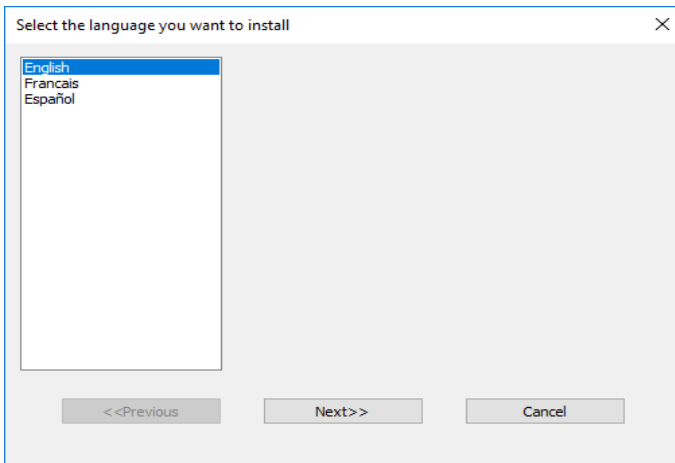 Select the language you want to install
English
Francais
Español
<<Previous
Next>>
Cancel